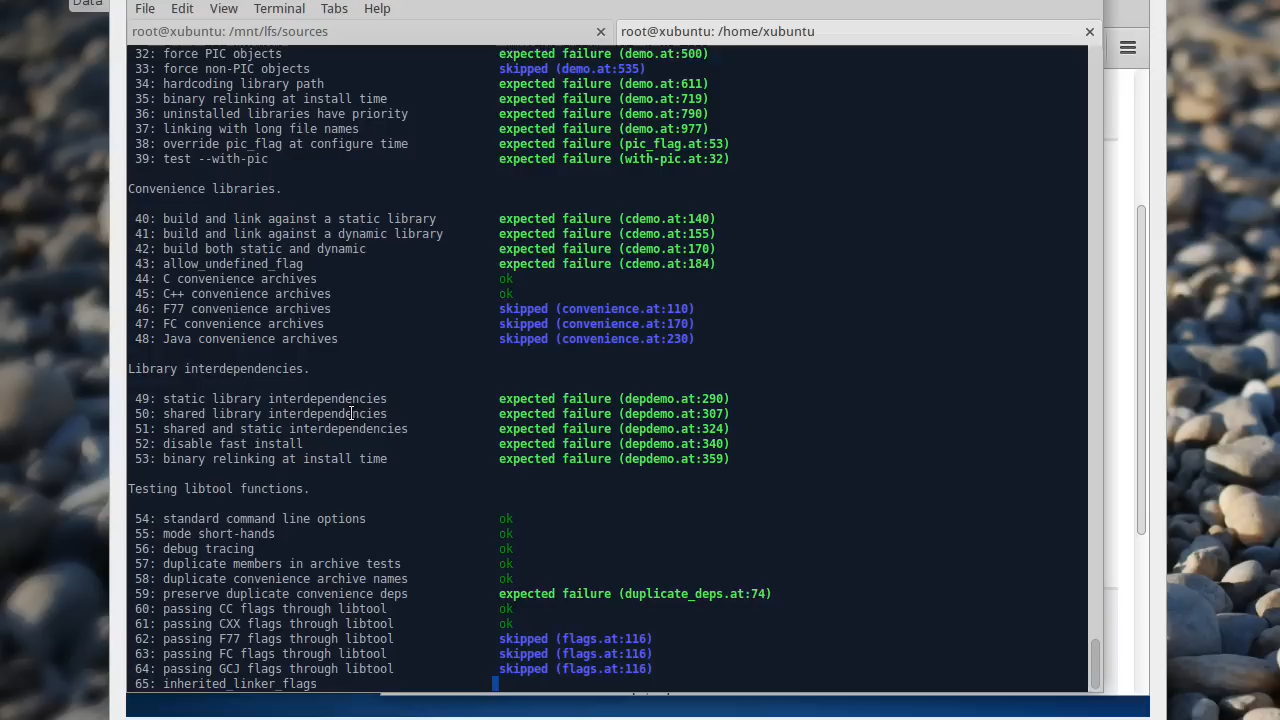 Data
File Edit View Terminal Tabs Help
root@xubuntu: /mnt/lfs/sources × root@xubuntu: /home/xubuntu ×
32: force PIC objects expected failure (demo.at:500)
33: force non-PIC objects skipped (demo.at:535)
34: hardcoding library path expected failure (demo.at:611)
35: binary relinking at install time expected failure (demo.at:719)
36: uninstalled libraries have priority expected failure (demo.at:790)
37: linking with long file names expected failure (demo.at:977)
38: override pic_flag at configure time expected failure (pic_flag.at:53)
39: test --with-pic expected failure (with-pic.at:32)
Convenience libraries.
40: build and link against a static library expected failure (cdemo.at:140)
41: build and link against a dynamic library expected failure (cdemo.at:155)
42: build both static and dynamic expected failure (cdemo.at:170)
43: allow_undefined_flag expected failure (cdemo.at:184)
44: C convenience archives ok
45: C++ convenience archives ok
46: F77 convenience archives skipped (convenience.at:110)
47: FC convenience archives skipped (convenience.at:170)
48: Java convenience archives skipped (convenience.at:230)
Library interdependencies.
49: static library interdependencies expected failure (depdemo.at:290)
50: shared library interdependencies expected failure (depdemo.at:307)
51: shared and static interdependencies expected failure (depdemo.at:324)
52: disable fast install expected failure (depdemo.at:340)
53: binary relinking at install time expected failure (depdemo.at:359)
Testing libtool functions.
54: standard command line options ok
55: mode short-hands ok
56: debug tracing ok
57: duplicate members in archive tests ok
58: duplicate convenience archive names ok
59: preserve duplicate convenience deps expected failure (duplicate_deps.at:74)
60: passing CC flags through libtool ok
61: passing CXX flags through libtool ok
62: passing F77 flags through libtool skipped (flags.at:116)
63: passing FC flags through libtool skipped (flags.at:116)
64: passing GCJ flags through libtool skipped (flags.at:116)
65: inherited_linker_flags